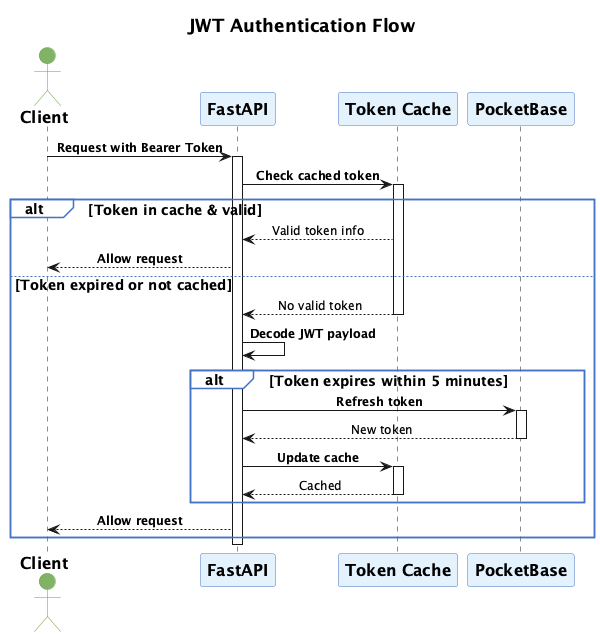 JWT Authentication Flow
Client
FastAPI
Token Cache
PocketBase
Request with Bearer Token
Check cached token
alt
[Token in cache & valid]
Valid token info
Allow request
[Token expired or not cached]
No valid token
Decode JWT payload
alt
[Token expires within 5 minutes]
Refresh token
New token
Update cache
Cached
Allow request
Client
FastAPI
Token Cache
PocketBase